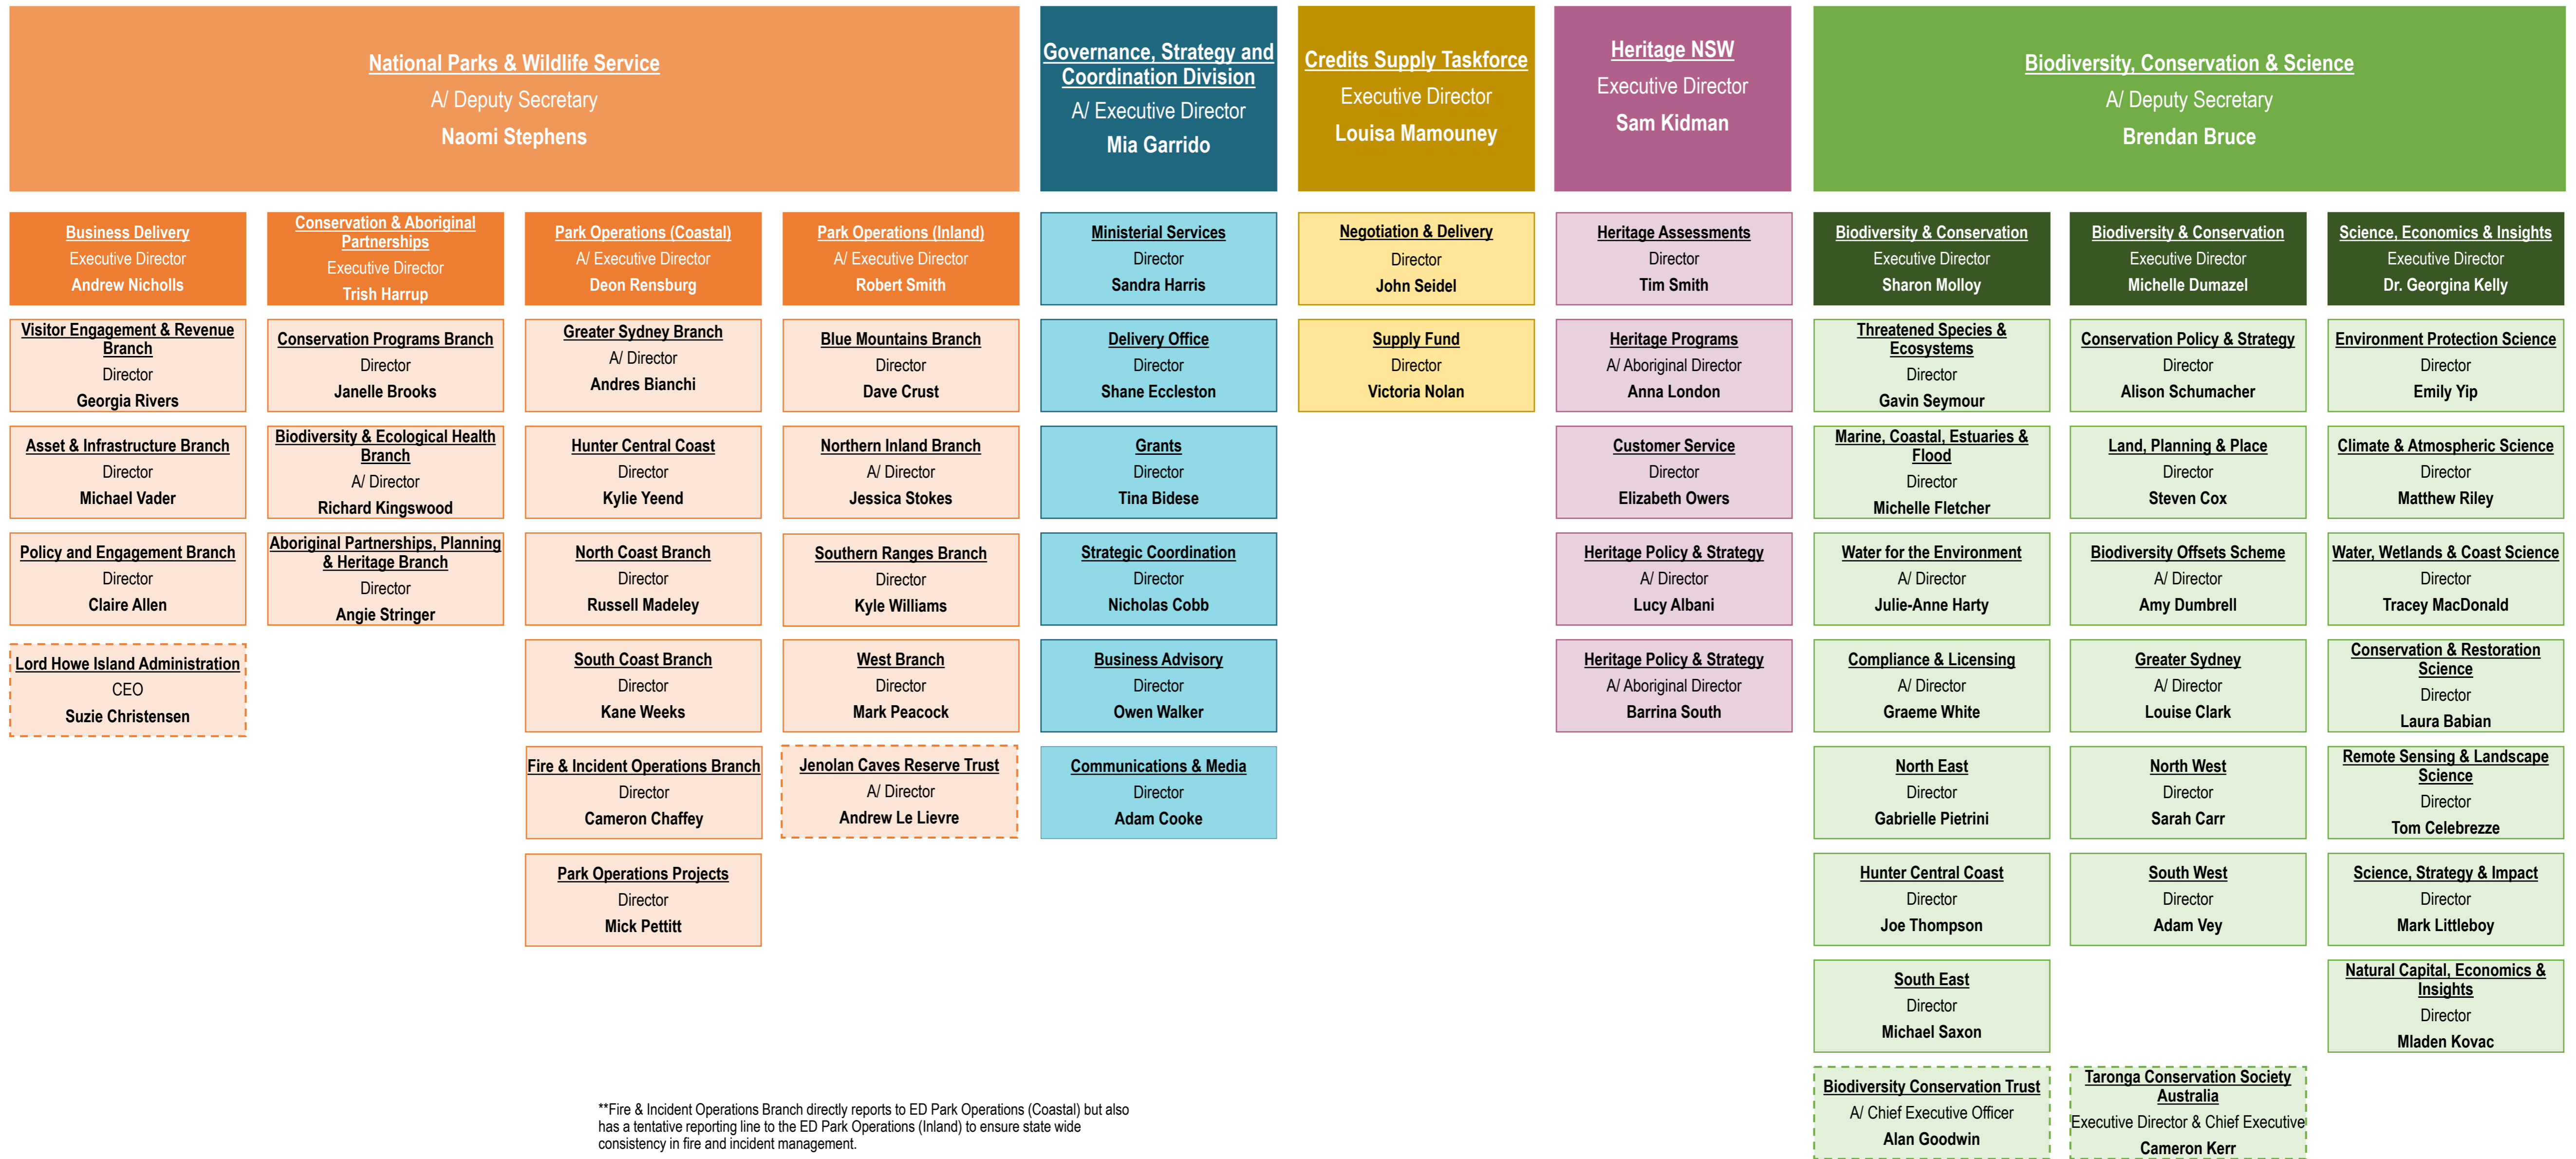 National Parks & Wildlife Service
A/ Deputy Secretary
Naomi Stephens
Governance, Strategy and
Coordination Division
A/ Executive Director
Mia Garrido
Credits Supply Taskforce
Executive Director
Louisa Mamouney
Heritage NSW
Executive Director
Sam Kidman
Biodiversity, Conservation & Science
A/ Deputy Secretary
Brendan Bruce
Business Delivery
Executive Director
Andrew Nicholls
Visitor Engagement & Revenue
Branch
Director
Georgia Rivers
Asset & Infrastructure Branch
Director
Michael Vader
Policy and Engagement Branch
Director
Claire Allen
Lord Howe Island Administration
CEO
Suzie Christensen
Conservation & Aboriginal
Partnerships
Executive Director
Trish Harrup
Conservation Programs Branch
Director
Janelle Brooks
Biodiversity & Ecological Health
Branch
A/ Director
Richard Kingswood
Aboriginal Partnerships, Planning
& Heritage Branch
Director
Angie Stringer
Park Operations (Coastal)
A/ Executive Director
Deon Rensburg
Greater Sydney Branch
A/ Director
Andres Bianchi
Hunter Central Coast
Director
Kylie Yeend
North Coast Branch
Director
Russell Madeley
South Coast Branch
Director
Kane Weeks
Fire & Incident Operations Branch
Director
Cameron Chaffey
Park Operations Projects
Director
Mick Pettitt
Park Operations (Inland)
A/ Executive Director
Robert Smith
Blue Mountains Branch
Director
Dave Crust
Northern Inland Branch
A/ Director
Jessica Stokes
Southern Ranges Branch
Director
Kyle Williams
West Branch
Director
Mark Peacock
Jenolan Caves Reserve Trust
A/ Director
Andrew Le Lievre
Ministerial Services
Director
Sandra Harris
Delivery Office
Director
Shane Eccleston
Grants
Director
Tina Bidese
Strategic Coordination
Director
Nicholas Cobb
Business Advisory
Director
Owen Walker
Communications & Media
Director
Adam Cooke
Negotiation & Delivery
Director
John Seidel
Supply Fund
Director
Victoria Nolan
Heritage Assessments
Director
Tim Smith
Heritage Programs
A/ Aboriginal Director
Anna London
Customer Service
Director
Elizabeth Owers
Heritage Policy & Strategy
A/ Director
Lucy Albani
Heritage Policy & Strategy
A/ Aboriginal Director
Barrina South
Biodiversity & Conservation
Executive Director
Sharon Molloy
Threatened Species &
Ecosystems
Director
Gavin Seymour
Marine, Coastal, Estuaries &
Flood
Director
Michelle Fletcher
Water for the Environment
A/ Director
Julie-Anne Harty
Compliance & Licensing
A/ Director
Graeme White
North East
Director
Gabrielle Pietrini
Hunter Central Coast
Director
Joe Thompson
South East
Director
Michael Saxon
Biodiversity Conservation Trust
A/ Chief Executive Officer
Alan Goodwin
Biodiversity & Conservation
Executive Director
Michelle Dumazel
Conservation Policy & Strategy
Director
Alison Schumacher
Land, Planning & Place
Director
Steven Cox
Biodiversity Offsets Scheme
A/ Director
Amy Dumbrell
Greater Sydney
A/ Director
Louise Clark
North West
Director
Sarah Carr
South West
Director
Adam Vey
Taronga Conservation Society
Australia
Executive Director & Chief Executive
Cameron Kerr
Science, Economics & Insights
Executive Director
Dr. Georgina Kelly
Environment Protection Science
Director
Emily Yip
Climate & Atmospheric Science
Director
Matthew Riley
Water, Wetlands & Coast Science
Director
Tracey MacDonald
Conservation & Restoration
Science
Director
Laura Babian
Remote Sensing & Landscape
Science
Director
Tom Celebrezze
Science, Strategy & Impact
Director
Mark Littleboy
Natural Capital, Economics &
Insights
Director
Mladen Kovac
**Fire & Incident Operations Branch directly reports to ED Park Operations (Coastal) but also
has a tentative reporting line to the ED Park Operations (Inland) to ensure state wide
consistency in fire and incident management.